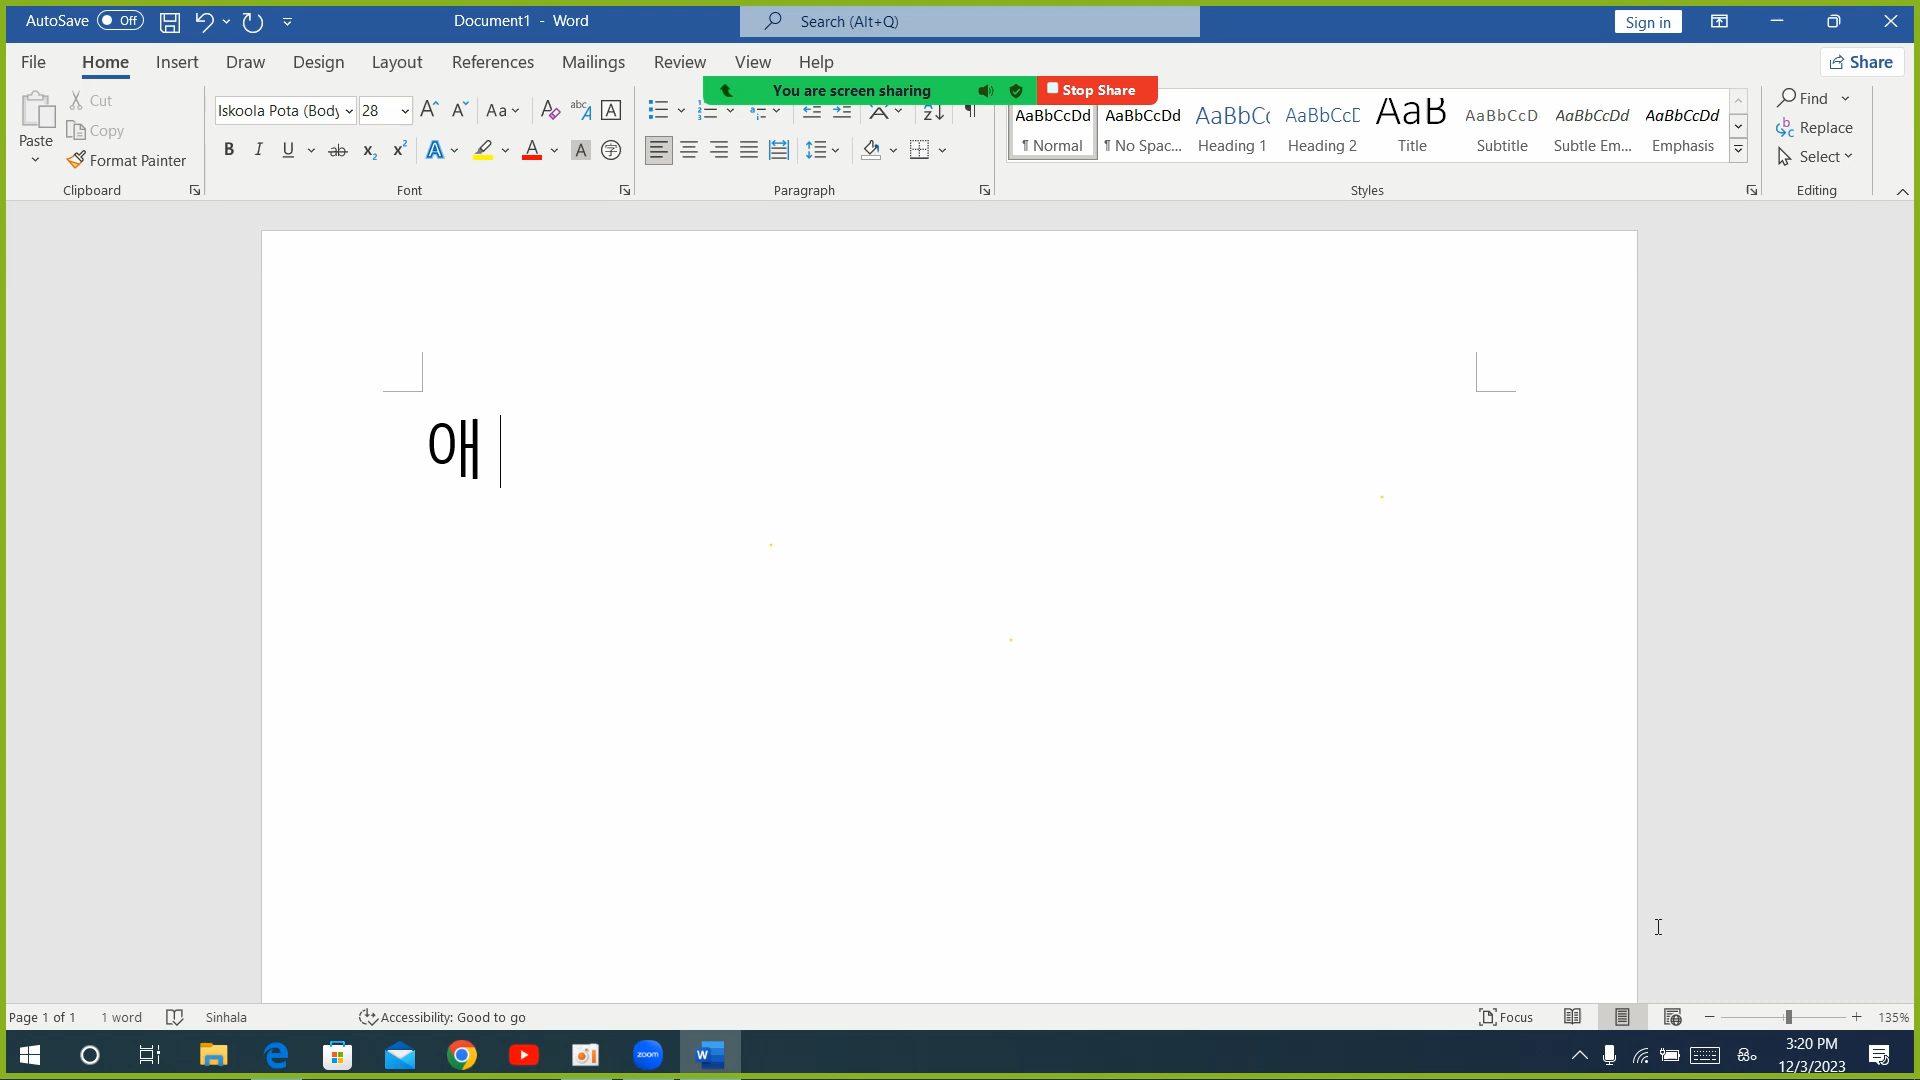 AutoSave Off Document1 - Word Search (Alt+Q) Sign in
File Home Insert Draw Design Layout References Mailings Review View Help Share
You are screen sharing Stop Share
Paste Cut Copy Format Painter
Clipboard
Iskoola Pota (Body 28
Font
Paragraph
AaBbCcDd AaBbCcDd AaBbC AaBbCcD AaB AaBbCcD AaBbCcDd AaBbCcDd
¶ Normal ¶ No Spac... Heading 1 Heading 2 Title Subtitle Subtle Em... Emphasis
Styles
Find
Replace
Select
Editing
애
Page 1 of 1 1 word Sinhala Accessibility: Good to go Focus 135%
zoom W 3:20 PM
12/3/2023